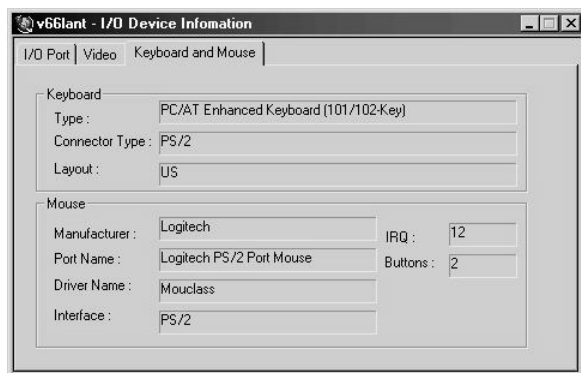 v66lant - I/O Device Infomation
I/O Port Video Keyboard and Mouse
Keyboard
Type : PC/AT Enhanced Keyboard (101/102-Key)
Connector Type : PS/2
Layout : US
Mouse
Manufacturer : Logitech IRQ : 12
Port Name : Logitech PS/2 Port Mouse Buttons : 2
Driver Name : Mouclass
Interface : PS/2